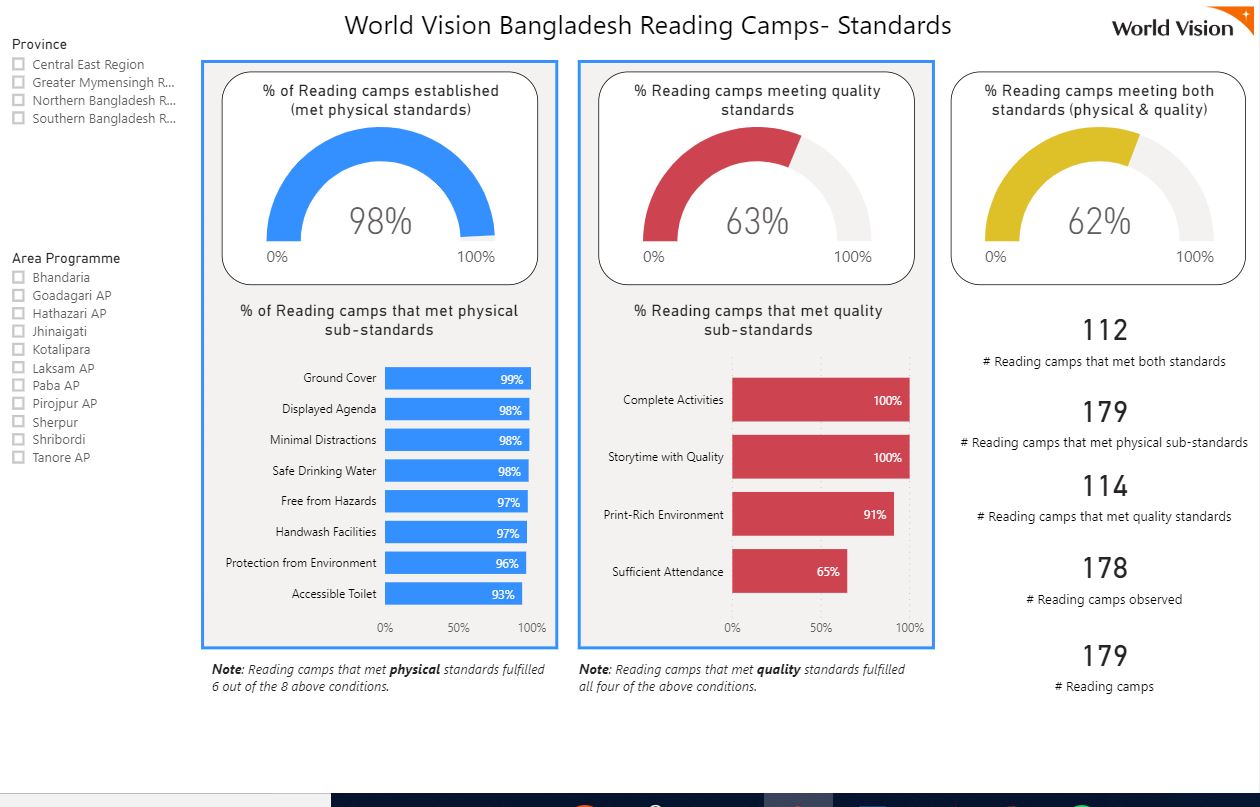 World Vision Bangladesh Reading Camps- Standards
World Vision
Province
Central East Region
Greater Mymensingh R...
Northern Bangladesh R...
Southern Bangladesh R...
Area Programme
Bhandaria
Goadagari AP
Hathazari AP
Jhinaigati
Kotalipara
Laksam AP
Paba AP
Pirojpur AP
Sherpur
Shribordi
Tanore AP
% of Reading camps established
(met physical standards)
98%
0%
100%
% of Reading camps that met physical
sub-standards
Ground Cover 99%
Displayed Agenda 98%
Minimal Distractions 98%
Safe Drinking Water 98%
Free from Hazards 97%
Handwash Facilities 97%
Protection from Environment 96%
Accessible Toilet 93%
0% 50% 100%
Note: Reading camps that met physical standards fulfilled
6 out of the 8 above conditions.
% Reading camps meeting quality
standards
63%
0%
100%
% Reading camps that met quality
sub-standards
Complete Activities 100%
Storytime with Quality 100%
Print-Rich Environment 91%
Sufficient Attendance 65%
0% 50% 100%
Note: Reading camps that met quality standards fulfilled
all four of the above conditions.
% Reading camps meeting both
standards (physical & quality)
62%
0%
100%
112
# Reading camps that met both standards
179
# Reading camps that met physical sub-standards
114
# Reading camps that met quality standards
178
# Reading camps observed
179
# Reading camps